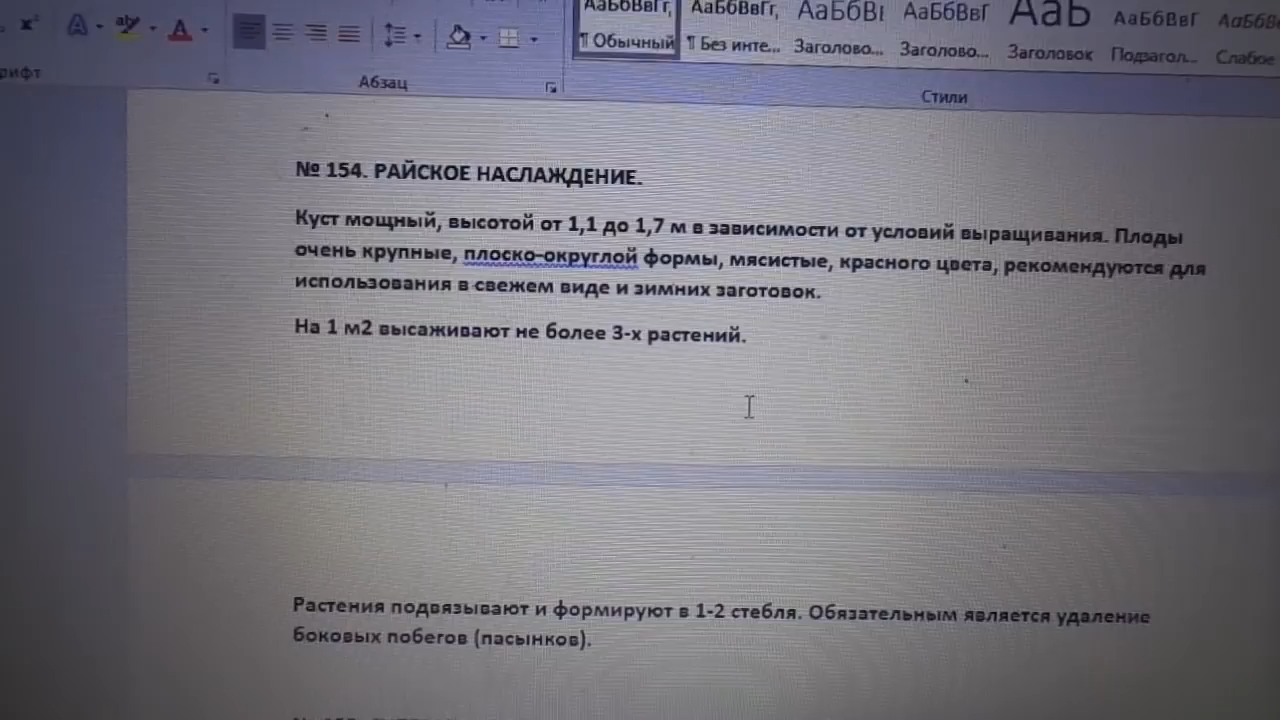 x²
А
aby
А
рифт
Абзац
АаБбВвГг,
АаБбВвГг,
АаБбВвГ
АаБбВвГ
¶ Обычный
¶ Без инте...
Заголово...
Заголово...
Заголовок
Подзагол...
Слабое
Стили
№ 154. РАЙСКОЕ НАСЛАЖДЕНИЕ.
Куст мощный, высотой от 1,1 до 1,7 м в зависимости от условий выращивания. Плоды
очень крупные, плоско-округлой формы, мясистые, красного цвета, рекомендуются для
использования в свежем виде и зимних заготовок.
На 1 м2 высаживают не более 3-х растений.
Растения подвязывают и формируют в 1-2 стебля. Обязательным является удаление
боковых побегов (пасынков).